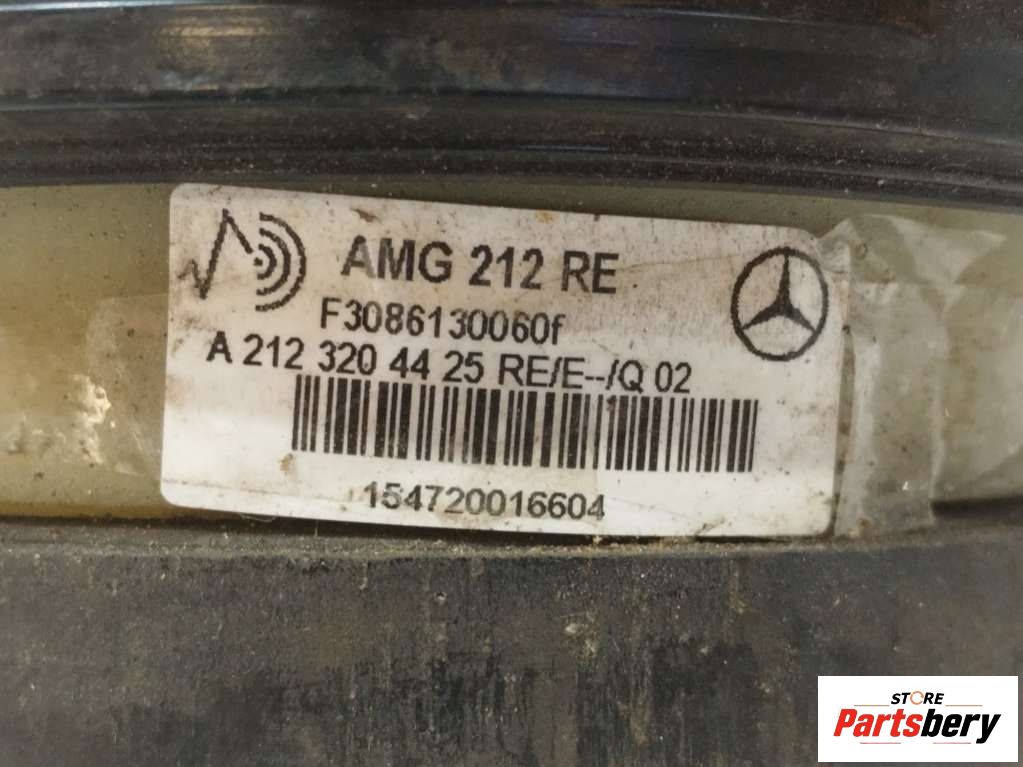 AMG 212 RE
F3086130060f
A 212 320 44 25 RE/E--/Q 02
154720016604
STORE
Partsbery